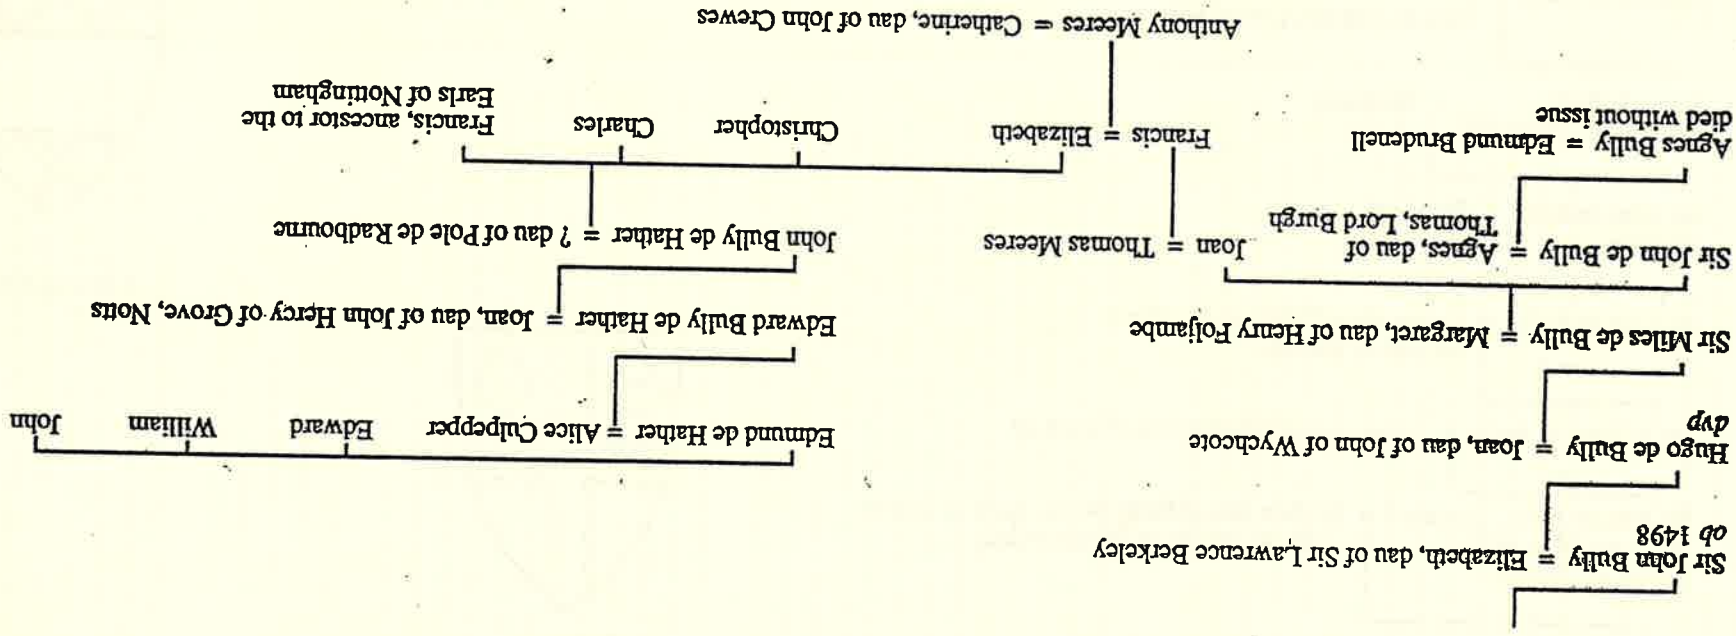 Sir John Bully = Elizabeth, dau of Sir Lawrence Berkeley
ob 1498
Hugo de Bully = Joan, dau of John of Wychcote
dvp
Edmund de Hather = Alice Culpepper
Edward
William
John
Sir Miles de Bully = Margaret, dau of Henry Foljambe
Edward Bully de Hather = Joan, dau of John Hercy of Grove, Notts
Sir John de Bully = Agnes, dau of
Thomas, Lord Burgh
Joan = Thomas Meeres
John Bully de Hather = ? dau of Pole de Radbourne
Agnes Bully = Edmund Brudenell
died without issue
Francis = Elizabeth
Christopher
Charles
Francis, ancestor to the
Earls of Nottingham
Anthony Meeres = Catherine, dau of John Crewes